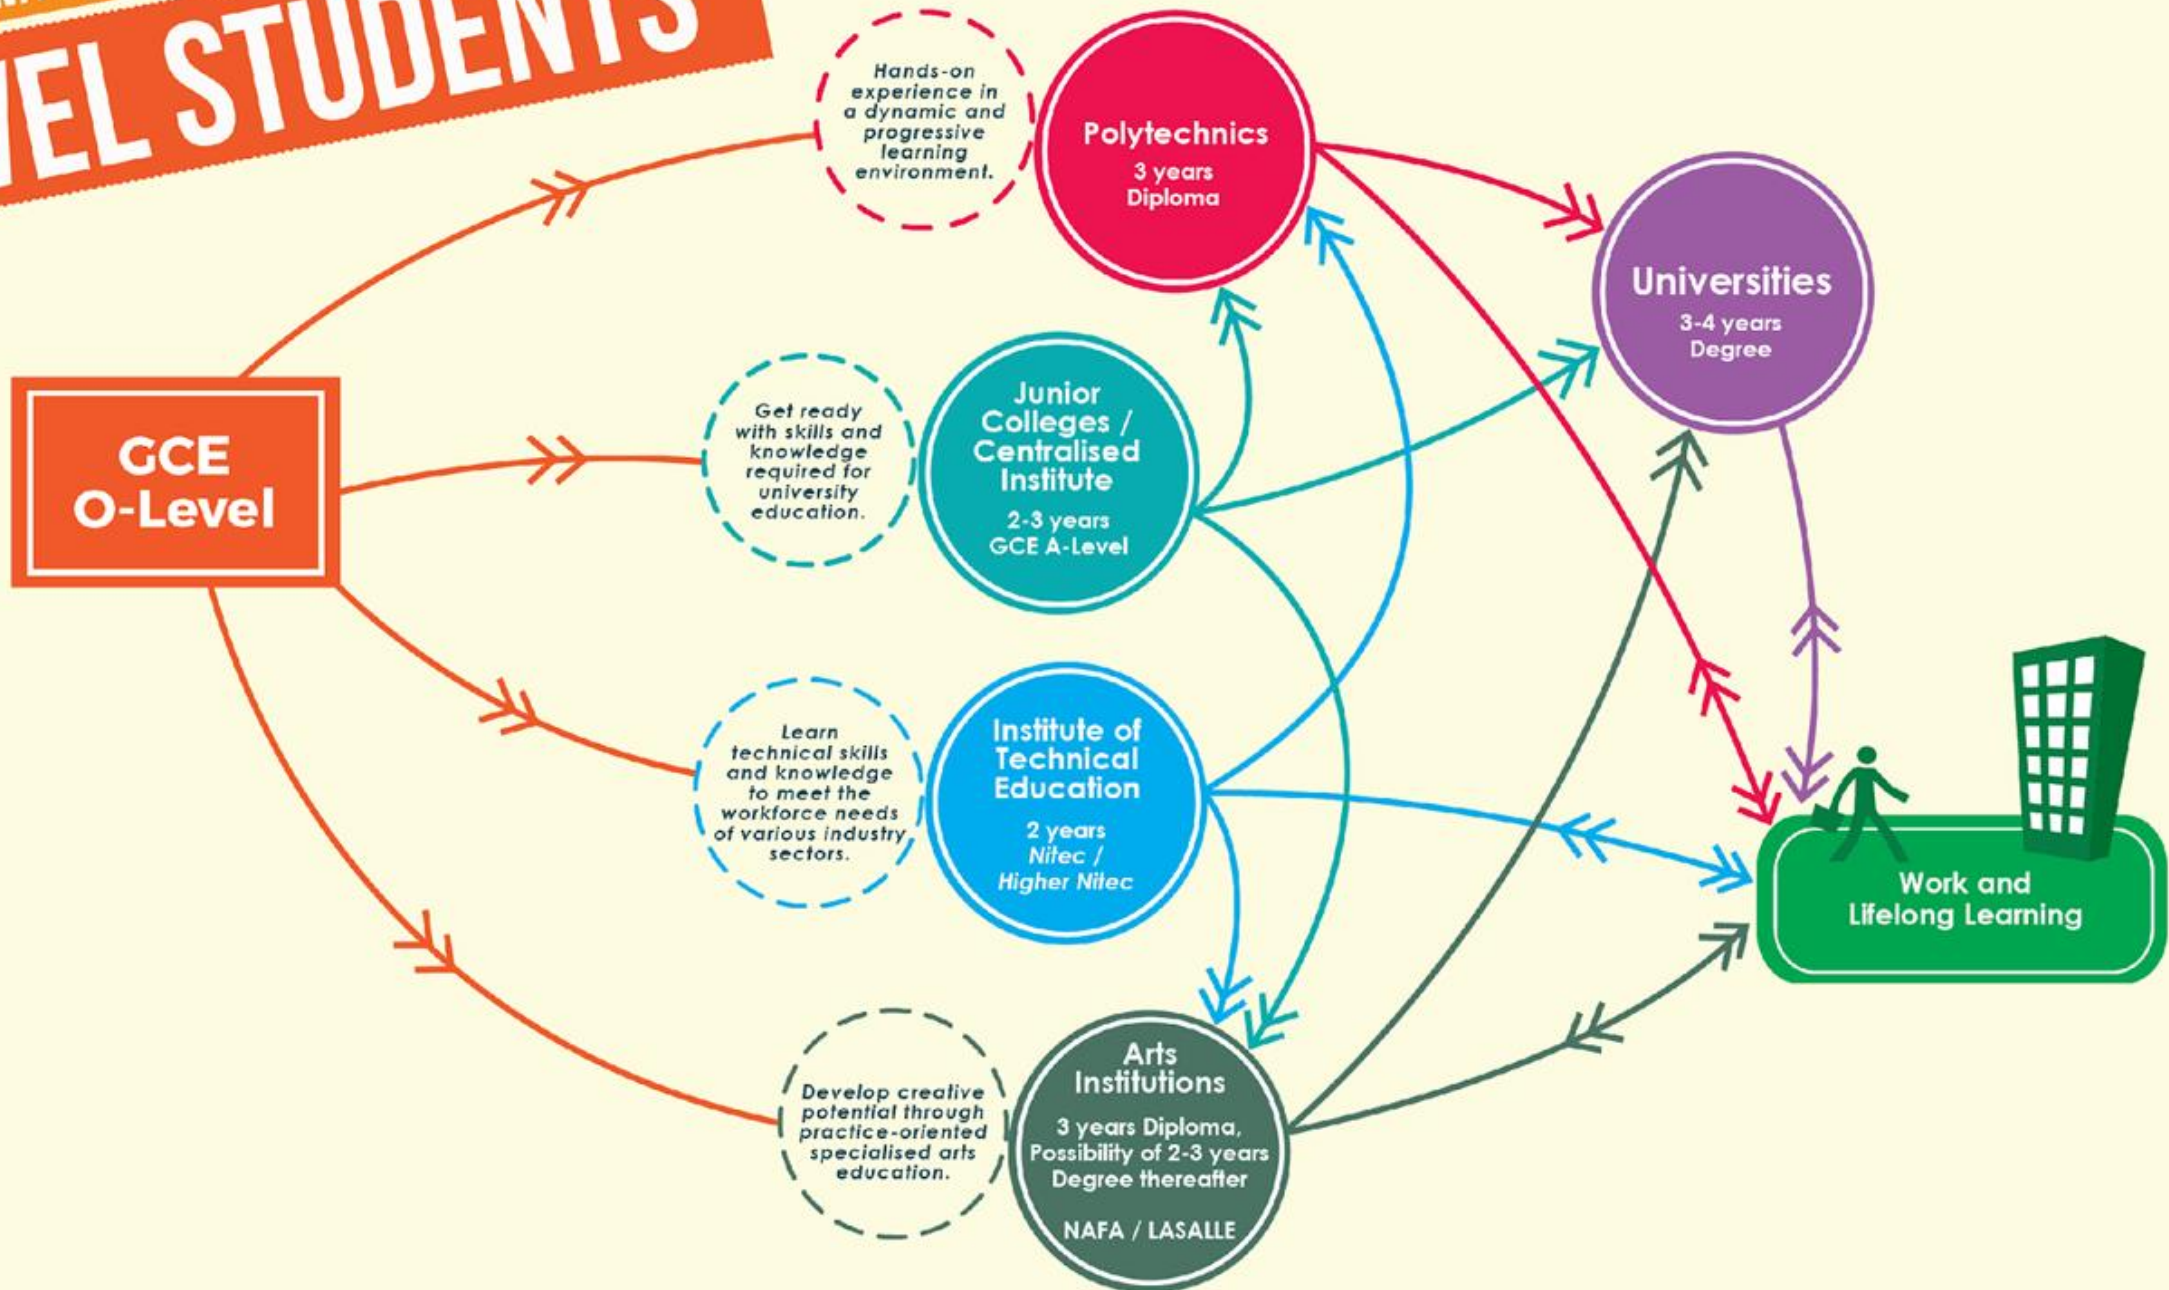 STUDENTS
Hands-on
experience in
a dynamic and
progressive
learning
environment.
Polytechnics
3 years
Diploma
Universities
3-4 years
Degree
GCE
O-Level
Get ready
with skills and
knowledge
required for
university
education.
Junior
Colleges /
Centralised
Institute
2-3 years
GCE A-Level
Learn
technical skills
and knowledge
to meet the
workforce needs
of various industry
sectors.
Institute of
Technical
Education
2 years
Nitec /
Higher Nitec
Work and
Lifelong Learning
Develop creative
potential through
practice-oriented
specialised arts
education.
Arts
Institutions
3 years Diploma,
Possibility of 2-3 years
Degree thereafter
NAFA / LASALLE